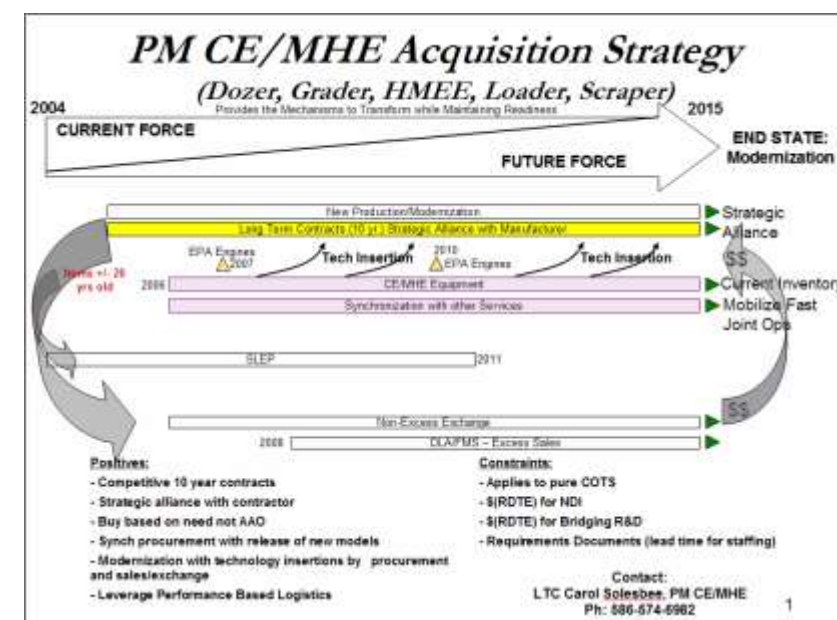 PM CE/MHE Acquisition Strategy
(Dozer, Grader, HMEE, Loader, Scraper)
Provides the Mechanisms to Transform while Maintaining Readiness
2004
2015
CURRENT FORCE
FUTURE FORCE
END STATE:
Modernization
New Production/Modernization
Long Term Contracts (10 yr.) Strategic Alliance with Manufacturer
Strategic
Alliance
EPA Engines
2007
Tech Insertion
2010
EPA Engines
Tech Insertion
$$
Items +/- 20
yrs old
2006
CE/MHE Equipment
Current Inventory
Synchronization with other Services
Mobilize Fast
Joint Ops
SLEP
2011
$$
Non-Excess Exchange
2008
DLA/FMS – Excess Sales
Positives:
- Competitive 10 year contracts
- Strategic alliance with contractor
- Buy based on need not AAO
- Synch procurement with release of new models
- Modernization with technology insertions by procurement
and sales/exchange
- Leverage Performance Based Logistics
Constraints:
- Applies to pure COTS
- $(RDTE) for NDI
- $(RDTE) for Bridging R&D
- Requirements Documents (lead time for staffing)
Contact:
LTC Carol Solesbee, PM CE/MHE
Ph: 586-574-6982
1